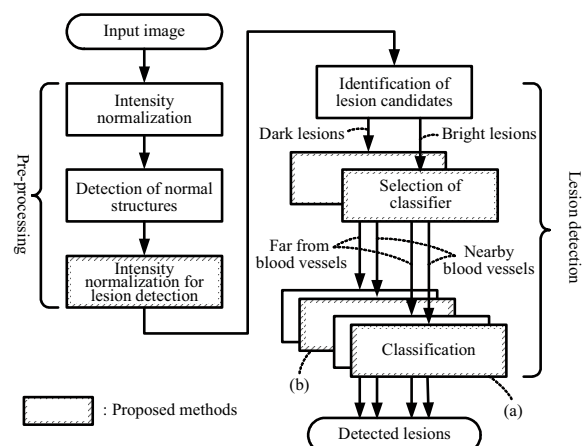 Input image
Intensity
normalization
Detection of normal
structures
Intensity
normalization for
lesion detection
Pre-processing
Identification of
lesion candidates
Dark lesions
Bright lesions
Selection of
classifier
Far from
blood vessels
Nearby
blood vessels
Classification
(b)
(a)
Detected lesions
Lesion detection
: Proposed methods